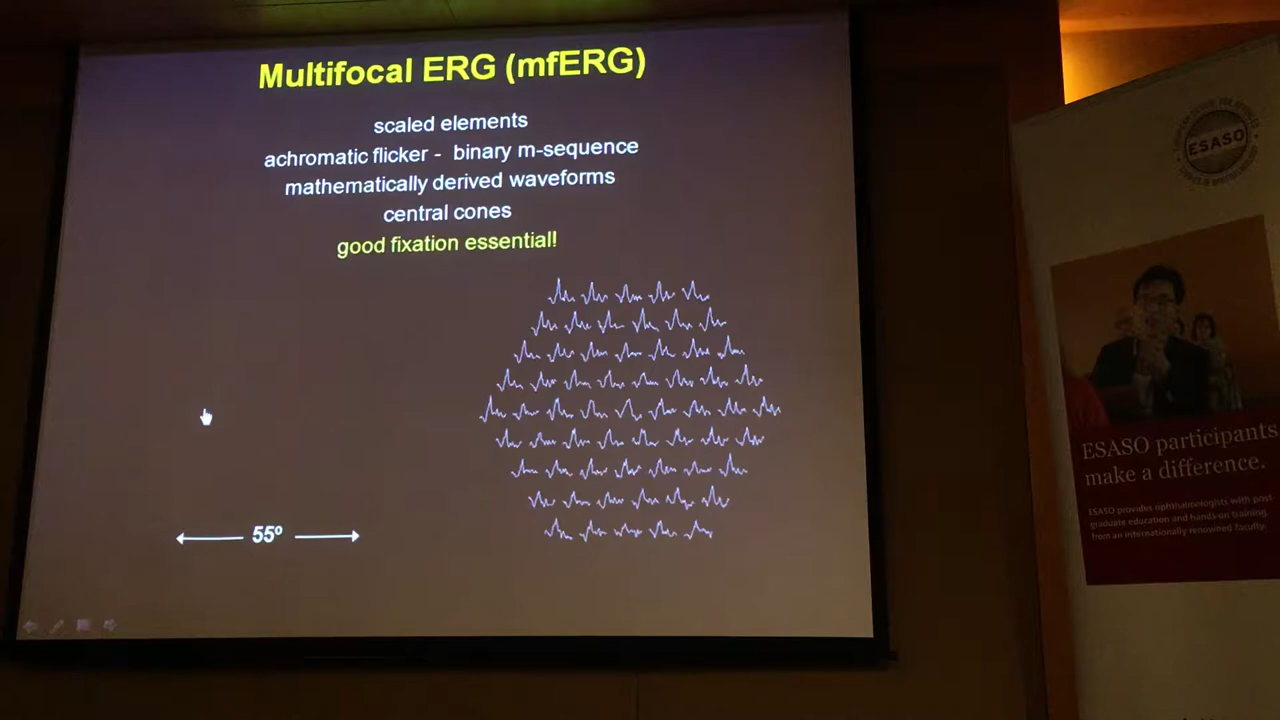 Multifocal ERG (mfERG)
scaled elements
achromatic flicker - binary m-sequence
mathematically derived waveforms
central cones
good fixation essential!
55º
ESASO
ESASO participants
make a difference.
ESASO provides ophthalmologists with post
graduate education and hands-on training
from an internationally renowned faculty.